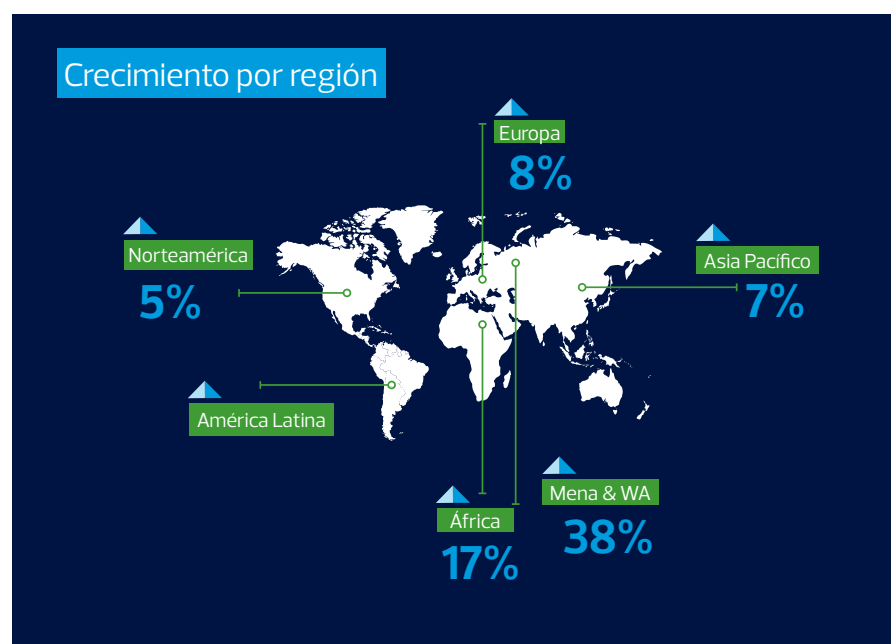 Crecimiento por región
Europa
8%
Norteamérica
5%
Asia Pacífico
7%
América Latina
Mena & WA
38%
África
17%